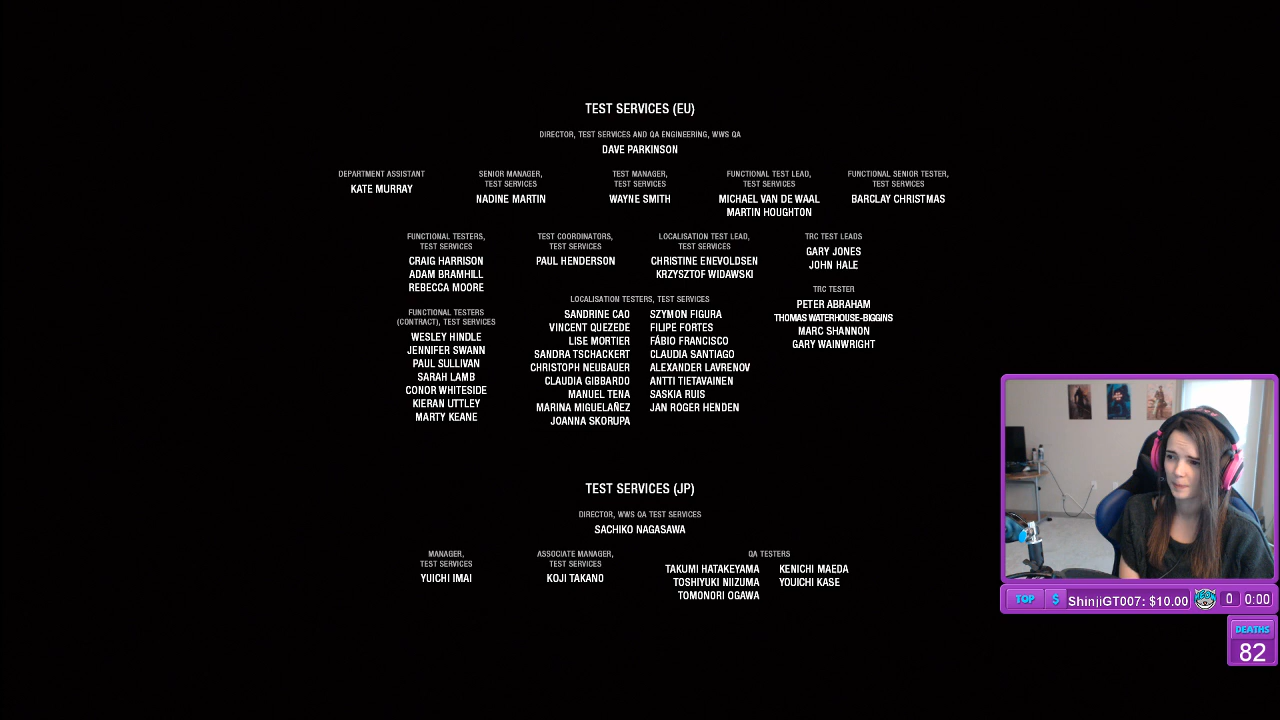 TEST SERVICES (EU)
DIRECTOR, TEST SERVICES AND QA ENGINEERING, WWS QA
DAVE PARKINSON
DEPARTMENT ASSISTANT
KATE MURRAY
SENIOR MANAGER,
TEST SERVICES
NADINE MARTIN
TEST MANAGER,
TEST SERVICES
WAYNE SMITH
FUNCTIONAL TEST LEAD,
TEST SERVICES
MICHAEL VAN DE WAAL
MARTIN HOUGHTON
FUNCTIONAL SENIOR TESTER,
TEST SERVICES
BARCLAY CHRISTMAS
FUNCTIONAL TESTERS,
TEST SERVICES
CRAIG HARRISON
ADAM BRAMHILL
REBECCA MOORE
FUNCTIONAL TESTERS
(CONTRACT), TEST SERVICES
WESLEY HINDLE
JENNIFER SWANN
PAUL SULLIVAN
SARAH LAMB
CONOR WHITESIDE
KIERAN UTTLEY
MARTY KEANE
TEST COORDINATORS,
TEST SERVICES
PAUL HENDERSON
LOCALISATION TEST LEAD,
TEST SERVICES
CHRISTINE ENEVOLDSEN
KRZYSZTOF WIDAWSKI
LOCALISATION TESTERS, TEST SERVICES
SANDRINE CAO
VINCENT QUEZEDE
LISE MORTIER
SANDRA TSCHACKERT
CHRISTOPH NEUBAUER
CLAUDIA GIBBARDO
MANUEL TENA
MARINA MIGUELAÑEZ
JOANNA SKORUPA
SZYMON FIGURA
FILIPE FORTES
FÁBIO FRANCISCO
CLAUDIA SANTIAGO
ALEXANDER LAVRENOV
ANTTI TIETAVAINEN
SASKIA RUIS
JAN ROGER HENDEN
TRC TEST LEADS
GARY JONES
JOHN HALE
TRC TESTER
PETER ABRAHAM
THOMAS WATERHOUSE-BIGGINS
MARC SHANNON
GARY WAINWRIGHT
TEST SERVICES (JP)
DIRECTOR, WWS QA TEST SERVICES
SACHIKO NAGASAWA
MANAGER,
TEST SERVICES
YUICHI IMAI
ASSOCIATE MANAGER,
TEST SERVICES
KOJI TAKANO
QA TESTERS
TAKUMI HATAKEYAMA
TOSHIYUKI NIIZUMA
TOMONORI OGAWA
KENICHI MAEDA
YOUICHI KASE
TOP $ ShinjiGT007: $10.00 0 0:00
DEATHS
82